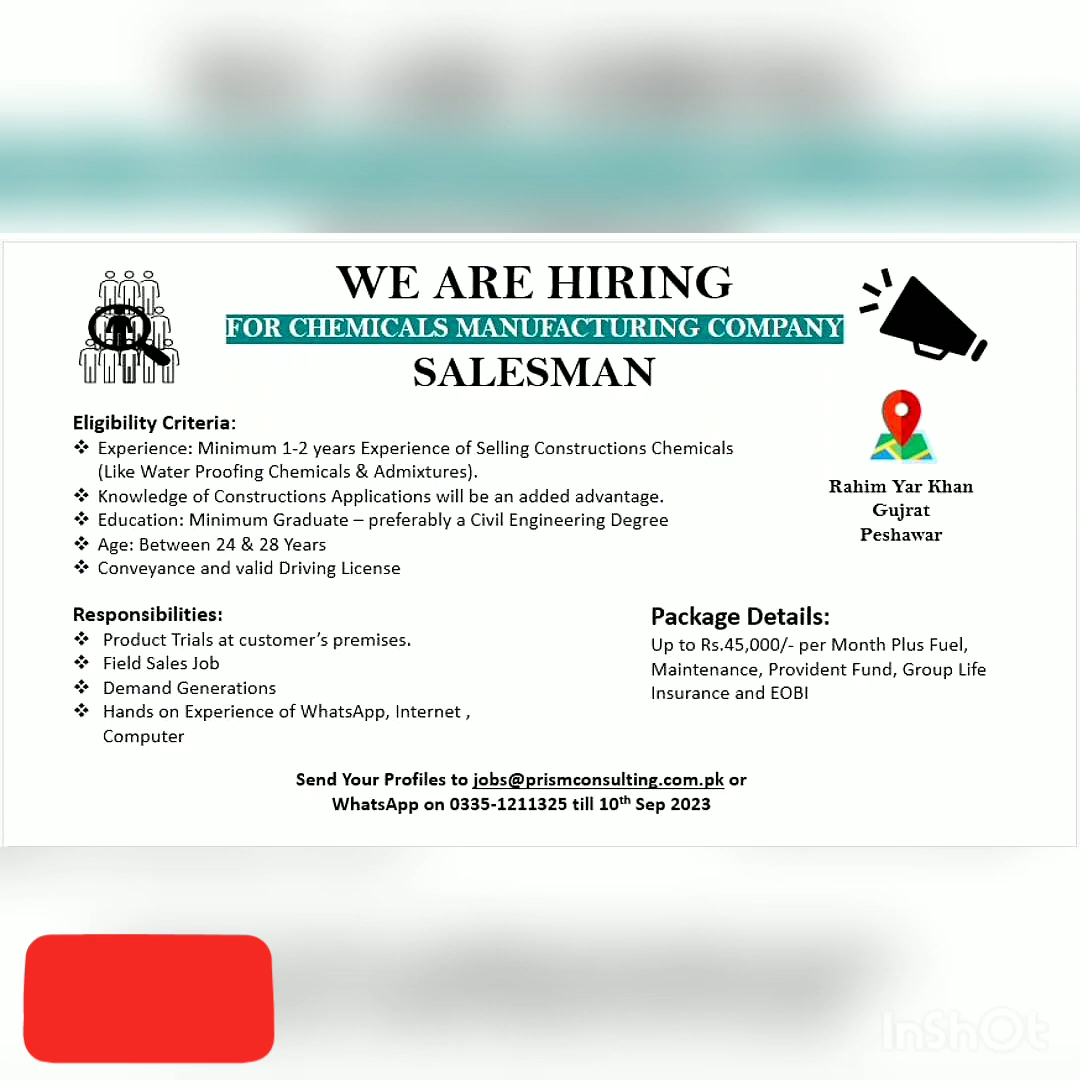 WE ARE HIRING
FOR CHEMICALS MANUFACTURING COMPANY
SALESMAN
Eligibility Criteria:
❖ Experience: Minimum 1-2 years Experience of Selling Constructions Chemicals
(Like Water Proofing Chemicals & Admixtures).
❖ Knowledge of Constructions Applications will be an added advantage.
❖ Education: Minimum Graduate – preferably a Civil Engineering Degree
❖ Age: Between 24 & 28 Years
❖ Conveyance and valid Driving License
Rahim Yar Khan
Gujrat
Peshawar
Responsibilities:
❖ Product Trials at customer’s premises.
❖ Field Sales Job
❖ Demand Generations
❖ Hands on Experience of WhatsApp, Internet ,
Computer
Package Details:
Up to Rs.45,000/- per Month Plus Fuel,
Maintenance, Provident Fund, Group Life
Insurance and EOBI
Send Your Profiles to jobs@prismconsulting.com.pk or
WhatsApp on 0335-1211325 till 10th Sep 2023
InShOt